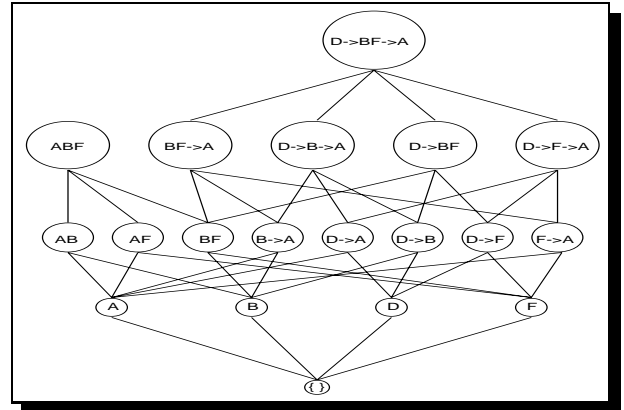 D->BF->A
ABF BF->A D->B->A D->BF D->F->A
AB AF BF B->A D->A D->B D->F F->A
A B D F
{ }